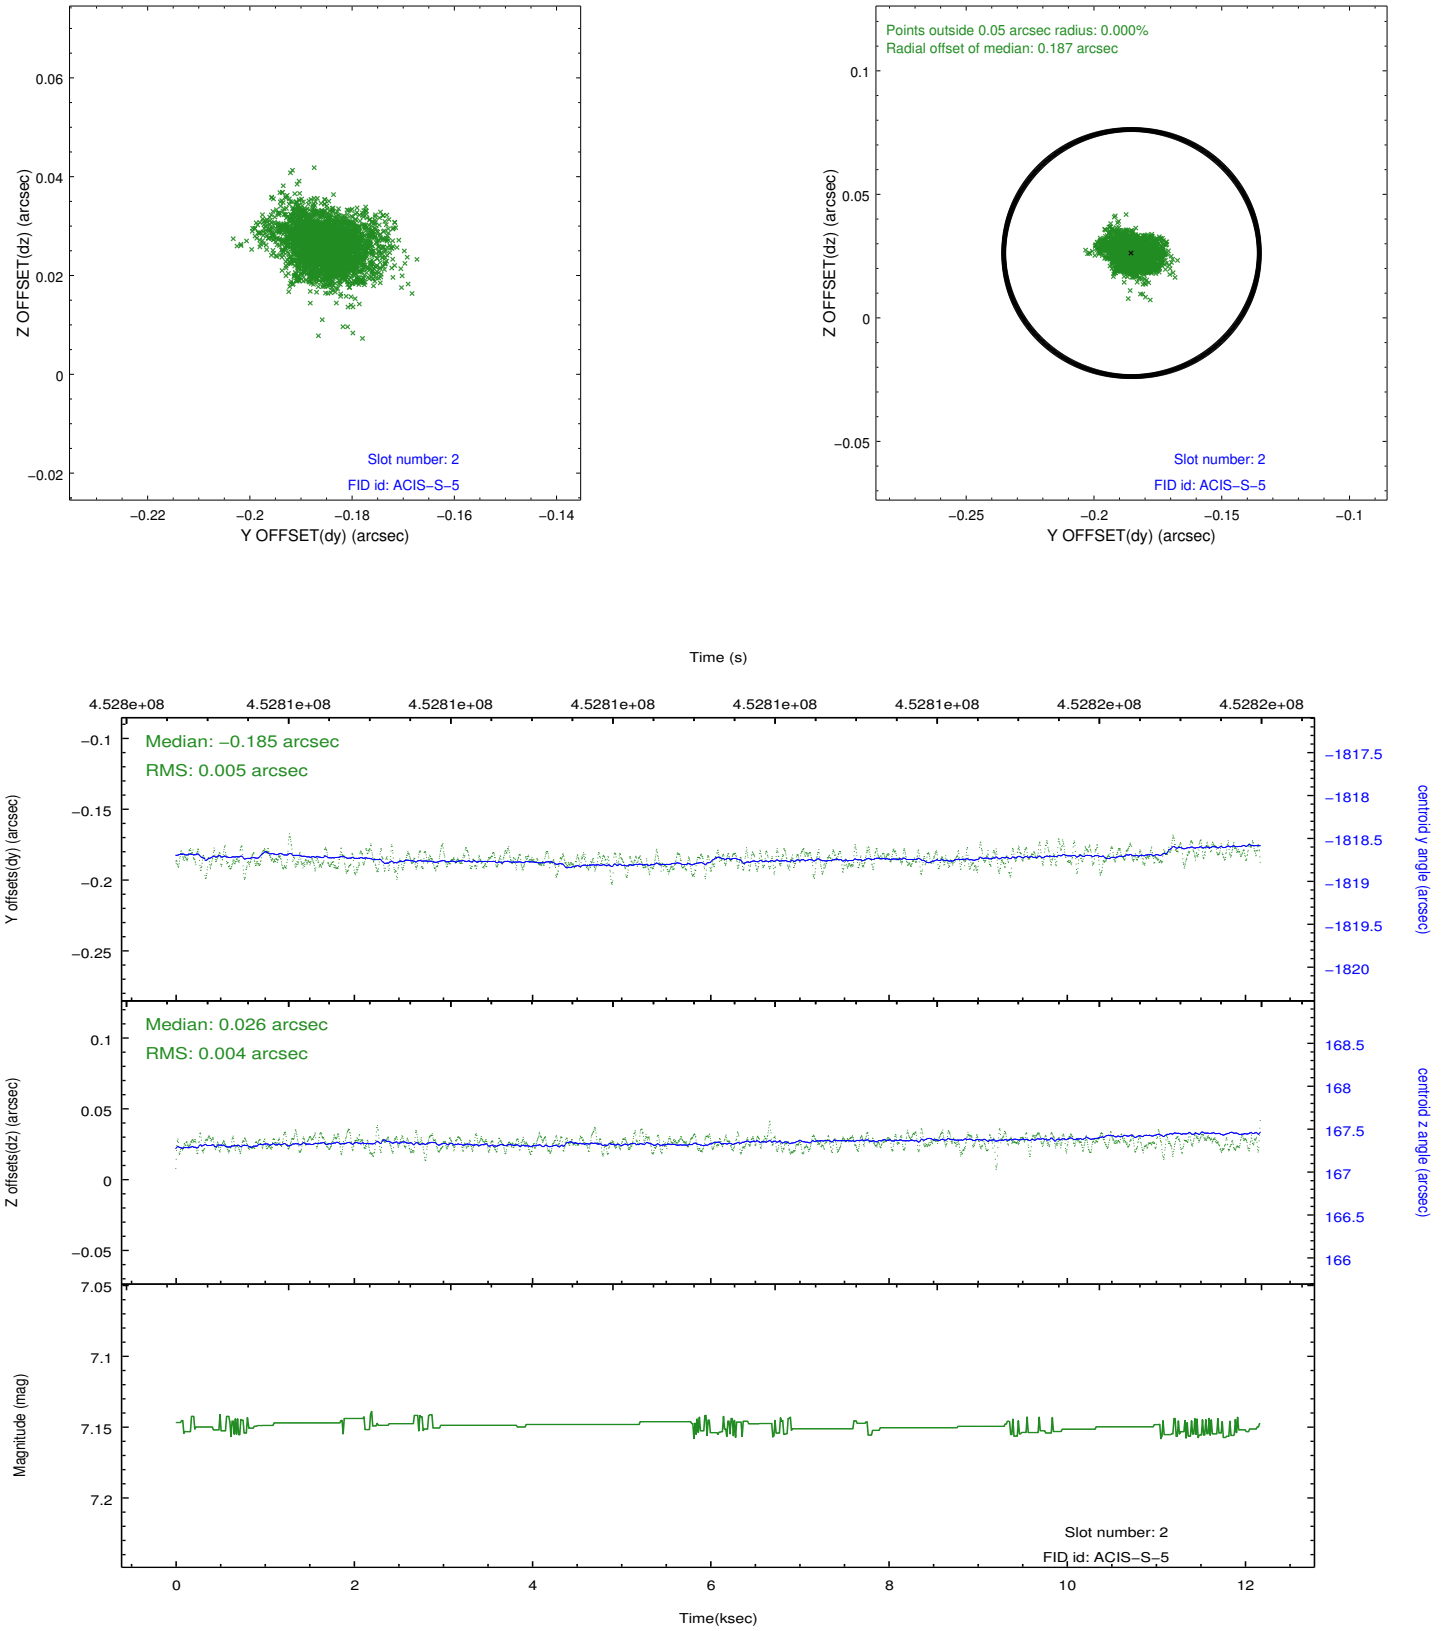 0.06
0.04
0.02
0
−0.02
Z OFFSET(dz) (arcsec)
Slot number: 2
FID id: ACIS−S−5
−0.22
−0.2
−0.18
−0.16
−0.14
Y OFFSET(dy) (arcsec)
Points outside 0.05 arcsec radius: 0.000%
Radial offset of median: 0.187 arcsec
0.1
0.05
0
−0.05
Z OFFSET(dz) (arcsec)
Slot number: 2
FID id: ACIS−S−5
−0.25
−0.2
−0.15
−0.1
Y OFFSET(dy) (arcsec)
Time (s)
4.528e+08
4.5281e+08
4.5281e+08
4.5281e+08
4.5281e+08
4.5281e+08
4.5282e+08
4.5282e+08
Median: −0.185 arcsec
RMS: 0.005 arcsec
−0.1
−0.15
−0.2
−0.25
Y offsets(dy) (arcsec)
−1817.5
−1818
−1818.5
−1819
−1819.5
−1820
centroid y angle (arcsec)
Median: 0.026 arcsec
RMS: 0.004 arcsec
0.1
0.05
0
−0.05
Z offsets(dz) (arcsec)
168.5
168
167.5
167
166.5
166
centroid z angle (arcsec)
7.05
7.1
7.15
7.2
Magnitude (mag)
Slot number: 2
FID id: ACIS−S−5
0
2
4
6
8
10
12
Time(ksec)